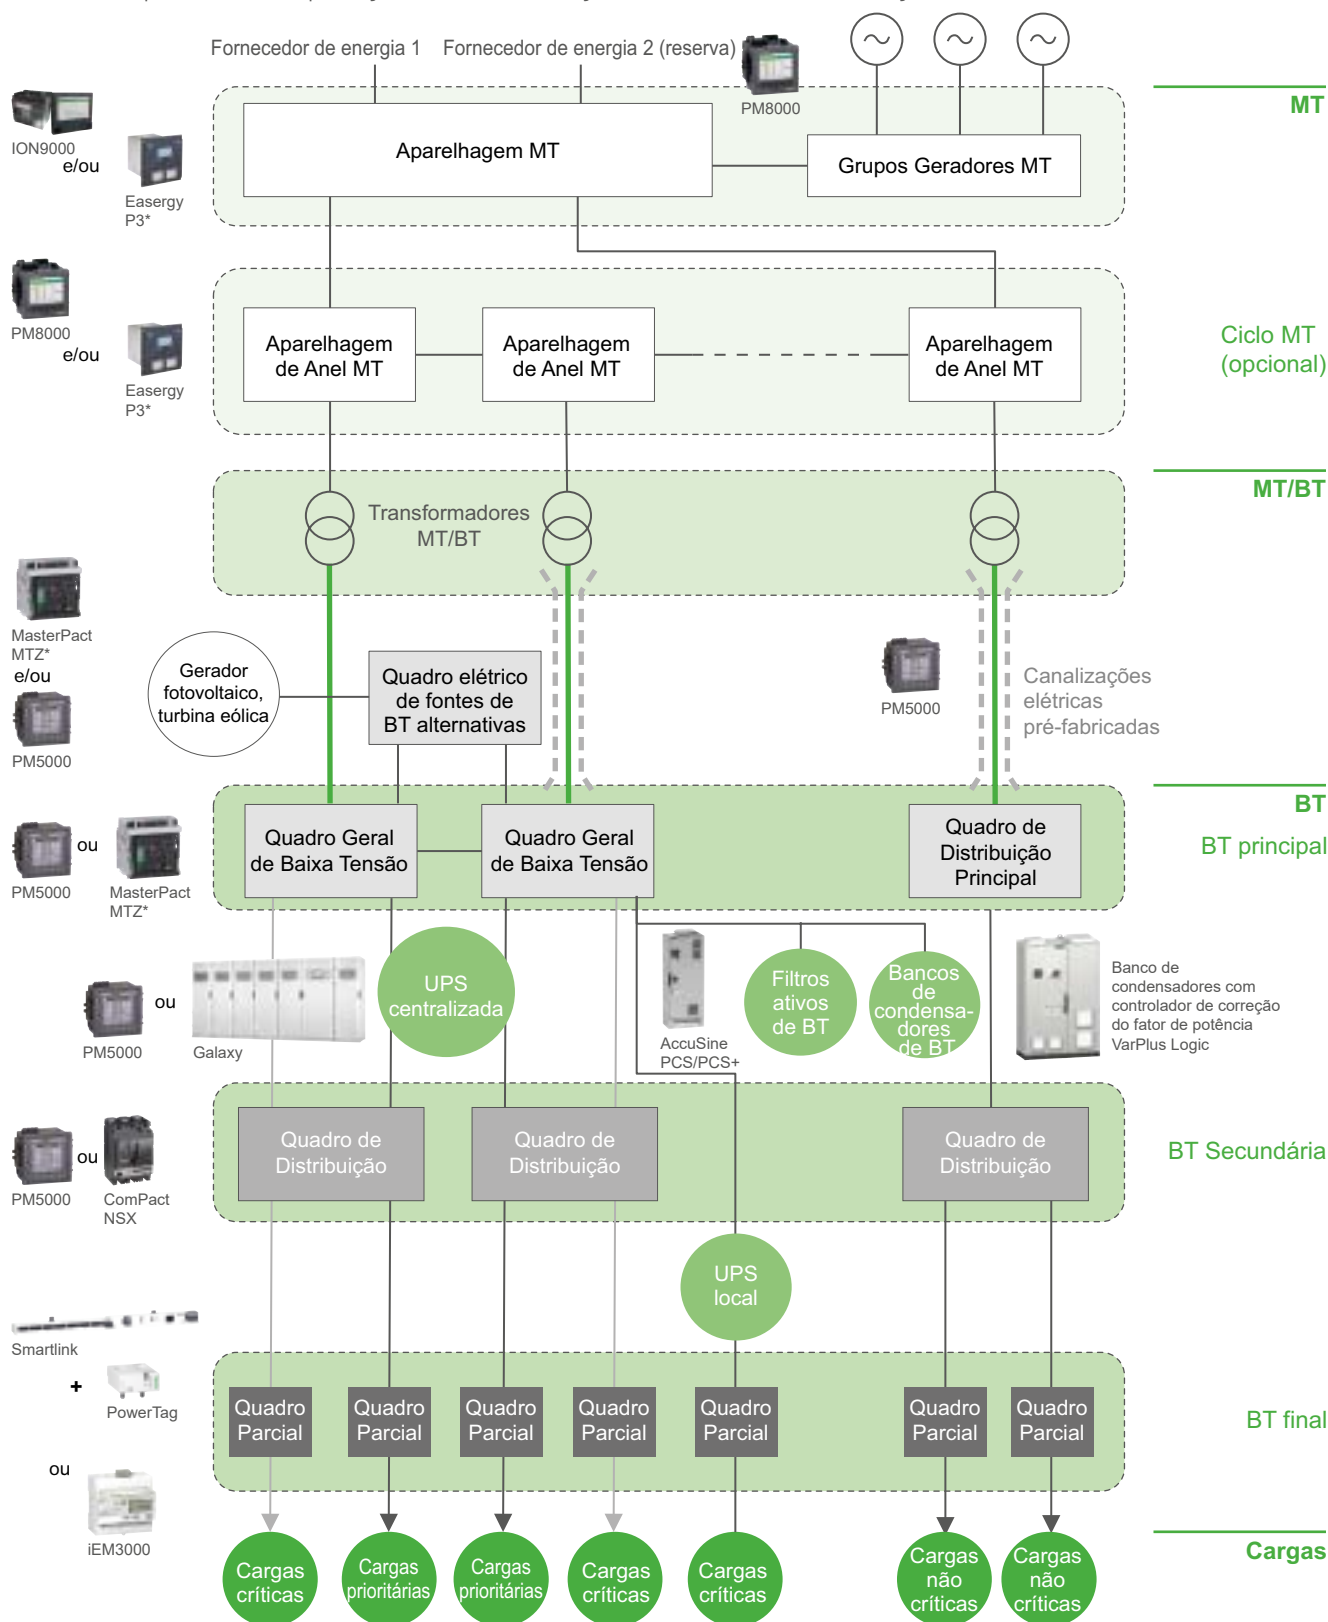 Fornecedor de energia 1
Fornecedor de energia 2 (reserva)
PM8000
MT
ION9000
e/ou
Easergy
P3*
Aparelhagem MT
Grupos Geradores MT
PM8000
e/ou
Easergy
P3*
Aparelhagem
de Anel MT
Aparelhagem
de Anel MT
Aparelhagem
de Anel MT
Ciclo MT
(opcional)
MT/BT
Transformadores
MT/BT
MasterPact
MTZ*
e/ou
PM5000
Gerador
fotovoltaico,
turbina eólica
Quadro elétrico
de fontes de
BT alternativas
PM5000
Canalizações
elétricas
pré-fabricadas
BT
BT principal
PM5000
ou
MasterPact
MTZ*
Quadro Geral
de Baixa Tensão
Quadro Geral
de Baixa Tensão
Quadro de
Distribuição
Principal
PM5000
ou
Galaxy
UPS
centralizada
AccuSine
PCS/PCS+
Filtros
ativos
de BT
Bancos
de
condensa-
dores
de BT
Banco de
condensadores com
controlador de correção
do fator de potência
VarPlus Logic
PM5000
ou
ComPact
NSX
Quadro de
Distribuição
Quadro de
Distribuição
Quadro de
Distribuição
BT Secundária
UPS
local
Smartlink
+
PowerTag
ou
iEM3000
Quadro
Parcial
Quadro
Parcial
Quadro
Parcial
Quadro
Parcial
Quadro
Parcial
Quadro
Parcial
Quadro
Parcial
BT final
Cargas
críticas
Cargas
prioritárias
Cargas
prioritárias
Cargas
críticas
Cargas
críticas
Cargas
não
críticas
Cargas
não
críticas
Cargas